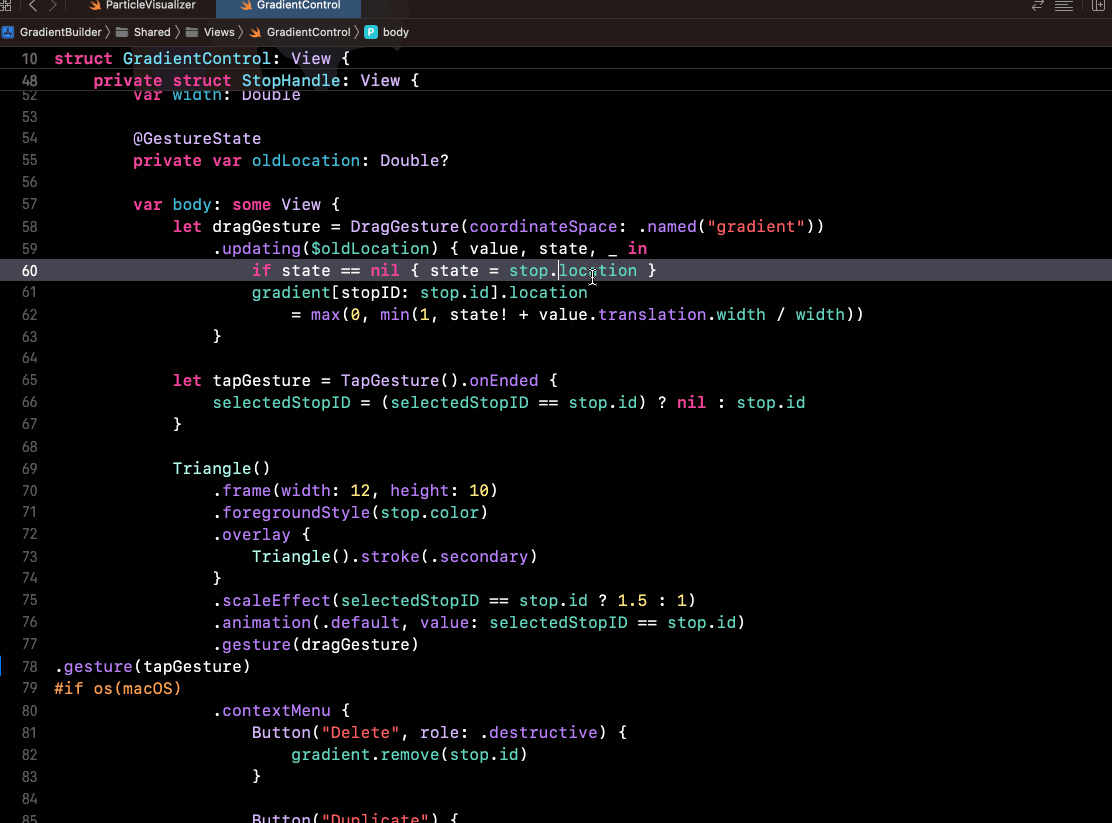 ParticleVisualizer GradientControl
GradientBuilder Shared Views GradientControl P body
10 struct GradientControl: View {
48 private struct StopHandle: View {
52 var width: Double
53
54 @GestureState
55 private var oldLocation: Double?
56
57 var body: some View {
58 let dragGesture = DragGesture(coordinateSpace: .named("gradient"))
59 .updating($oldLocation) { value, state, _ in
60 if state == nil { state = stop.location }
61 gradient[stopID: stop.id].location
62 = max(0, min(1, state! + value.translation.width / width))
63 }
64
65 let tapGesture = TapGesture().onEnded {
66 selectedStopID = (selectedStopID == stop.id) ? nil : stop.id
67 }
68
69 Triangle()
70 .frame(width: 12, height: 10)
71 .foregroundStyle(stop.color)
72 .overlay {
73 Triangle().stroke(.secondary)
74 }
75 .scaleEffect(selectedStopID == stop.id ? 1.5 : 1)
76 .animation(.default, value: selectedStopID == stop.id)
77 .gesture(dragGesture)
78 .gesture(tapGesture)
79 #if os(macOS)
80 .contextMenu {
81 Button("Delete", role: .destructive) {
82 gradient.remove(stop.id)
83 }
84
85 Button("Duplicate") {